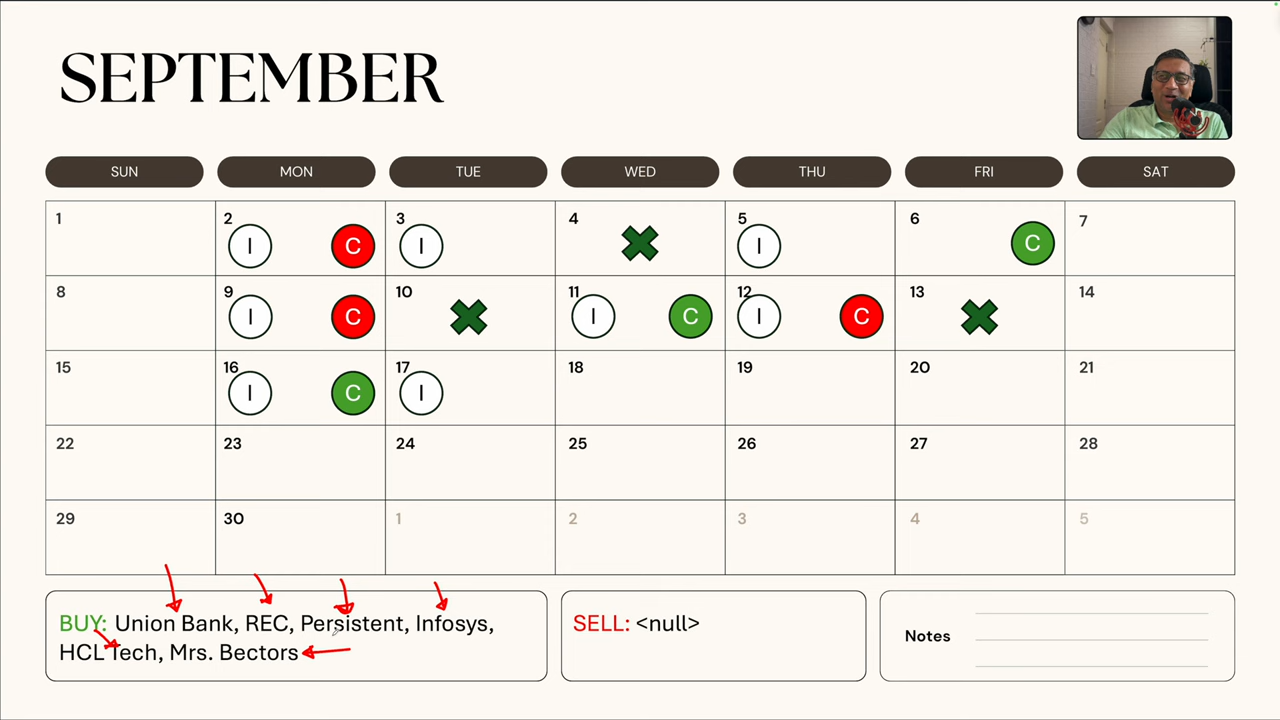 SEPTEMBER
SUN MON TUE WED THU FRI SAT
1 2 3 4 5 6 7
I C I I C
8 9 10 11 12 13 14
I C I C I C
15 16 17 18 19 20 21
I C I
22 23 24 25 26 27 28
29 30 1 2 3 4 5
BUY: Union Bank, REC, Persistent, Infosys,
HCL Tech, Mrs. Bectors
SELL: <null>
Notes